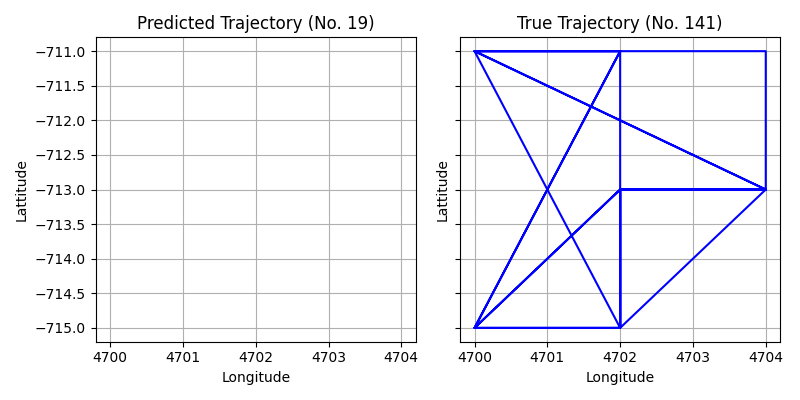 Predicted Trajectory (No. 19)
True Trajectory (No. 141)
Lattitude
−711.0
−711.5
−712.0
−712.5
−713.0
−713.5
−714.0
−714.5
−715.0
4700 4701 4702 4703 4704
Longitude
Lattitude
4700 4701 4702 4703 4704
Longitude